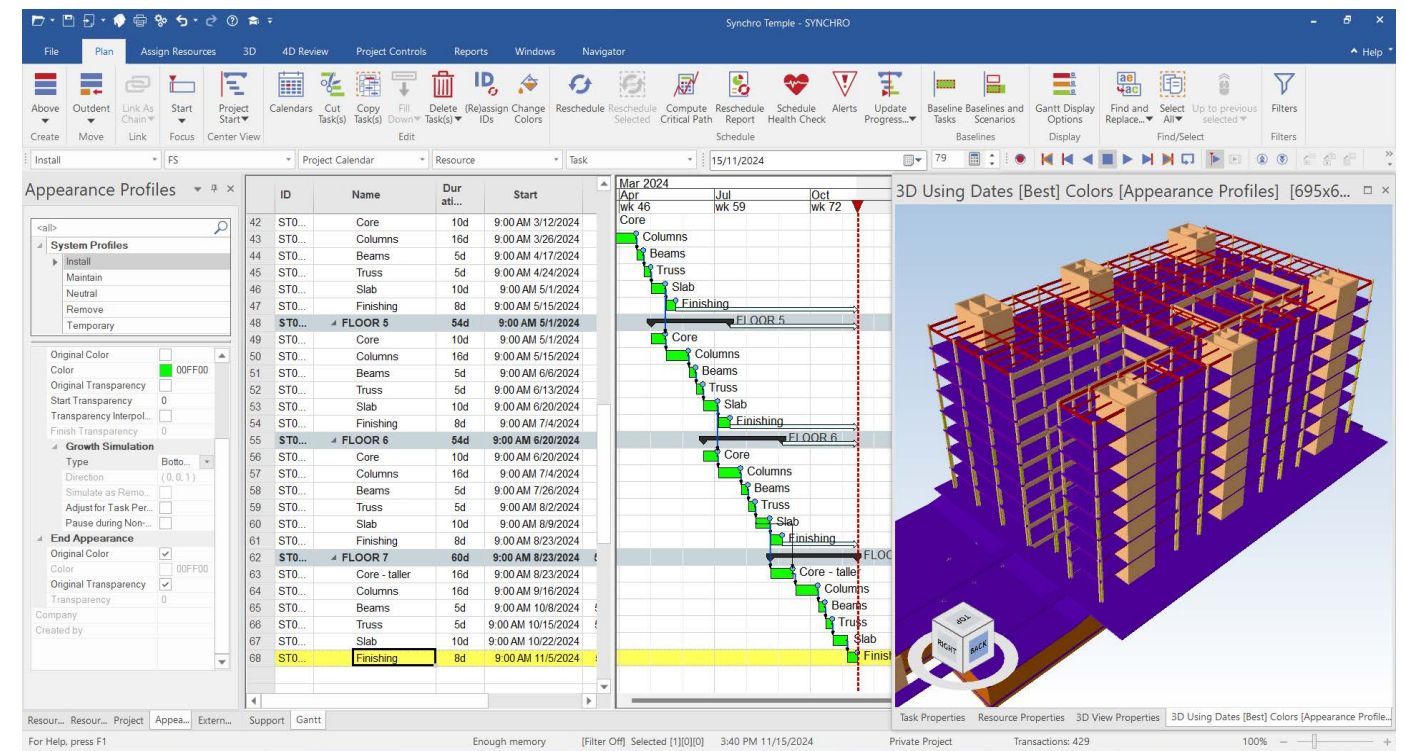 Synchro Temple - SYNCHRO
File Plan Assign Resources 3D 4D Review Project Controls Reports Windows Navigator Help
Above Outdent Link As Chain Start Project Start Calendars Cut Task(s) Copy Task(s) Fill Down Delete Task(s) (Re)assign IDs Change Colors Reschedule Reschedule Selected Compute Critical Path Reschedule Report Schedule Health Check Alerts Update Progress... Baseline Tasks Baselines and Scenarios Gantt Display Options Find and Replace... Select All Up to previous selected Filters
Create Move Link Focus Center View Edit Schedule Baselines Display Find/Select Filters
Install FS Project Calendar Resource Task 15/11/2024 79
Appearance Profiles
<all>
System Profiles
Install
Maintain
Neutral
Remove
Temporary
Original Color
Color 00FF00
Original Transparency
Start Transparency 0
Transparency Interpol...
Finish Transparency 0
Growth Simulation
Type Botto...
Direction (0, 0, 1)
Simulate as Remo...
Adjust for Task Per...
Pause during Non-...
End Appearance
Original Color
Color 00FF00
Original Transparency
Transparency 0
Company
Created by
ID Name Dur ati... Start
42 ST0... Core 10d 9:00 AM 3/12/2024
43 ST0... Columns 16d 9:00 AM 3/26/2024
44 ST0... Beams 5d 9:00 AM 4/17/2024
45 ST0... Truss 5d 9:00 AM 4/24/2024
46 ST0... Slab 10d 9:00 AM 5/1/2024
47 ST0... Finishing 8d 9:00 AM 5/15/2024
48 ST0... FLOOR 5 54d 9:00 AM 5/1/2024
49 ST0... Core 10d 9:00 AM 5/1/2024
50 ST0... Columns 16d 9:00 AM 5/15/2024
51 ST0... Beams 5d 9:00 AM 6/6/2024
52 ST0... Truss 5d 9:00 AM 6/13/2024
53 ST0... Slab 10d 9:00 AM 6/20/2024
54 ST0... Finishing 8d 9:00 AM 7/4/2024
55 ST0... FLOOR 6 54d 9:00 AM 6/20/2024
56 ST0... Core 10d 9:00 AM 6/20/2024
57 ST0... Columns 16d 9:00 AM 7/4/2024
58 ST0... Beams 5d 9:00 AM 7/26/2024
59 ST0... Truss 5d 9:00 AM 8/2/2024
60 ST0... Slab 10d 9:00 AM 8/9/2024
61 ST0... Finishing 8d 9:00 AM 8/23/2024
62 ST0... FLOOR 7 60d 9:00 AM 8/23/2024
63 ST0... Core - taller 16d 9:00 AM 8/23/2024
64 ST0... Columns 16d 9:00 AM 9/16/2024
65 ST0... Beams 5d 9:00 AM 10/8/2024
66 ST0... Truss 5d 9:00 AM 10/15/2024
67 ST0... Slab 10d 9:00 AM 10/22/2024
68 ST0... Finishing 8d 9:00 AM 11/5/2024
Mar 2024
Apr Jul Oct
wk 46 wk 59 wk 72
Core
Columns
Beams
Truss
Slab
Finishing
FLOOR 5
Core
Columns
Beams
Truss
Slab
Finishing
FLOOR 6
Core
Columns
Beams
Truss
Slab
Finishing
FLOO
Core - taller
Columns
Beams
Truss
Slab
Finish
3D Using Dates [Best] Colors [Appearance Profiles] [695x6...
TOP
RIGHT BACK
Resour... Resour... Project Appea... Extern... Support Gantt
Task Properties Resource Properties 3D View Properties 3D Using Dates [Best] Colors [Appearance Profile...
For Help, press F1 Enough memory [Filter Off] Selected [1][0][0] 3:40 PM 11/15/2024 Private Project Transactions: 429 100%